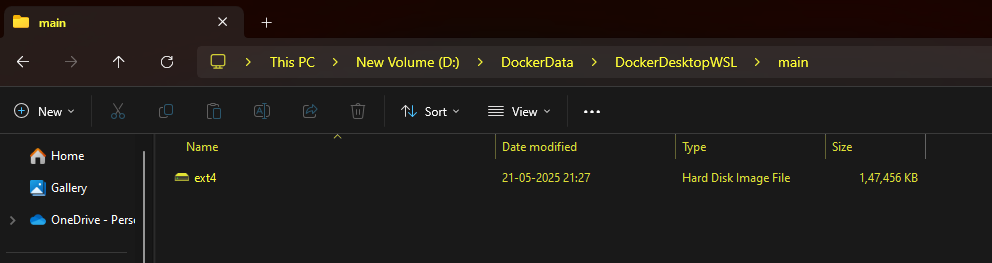 main
This PC > New Volume (D:) > DockerData > DockerDesktopWSL > main
New Sort View
Name Date modified Type Size
Home
ext4 21-05-2025 21:27 Hard Disk Image File 1,47,456 KB
Gallery
OneDrive - Perso